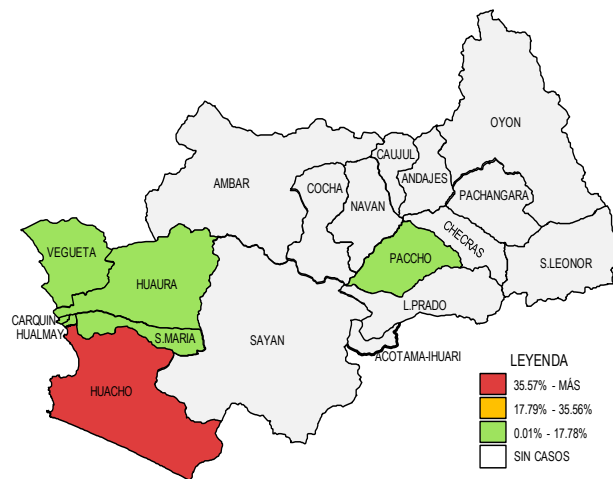 OYON
CAUJUL
ANDAJES
AMBAR
COCHA
NAVAN
PACHANGARA
CHECRAS
VEGUETA
PACCHO
S.LEONOR
HUAURA
L.PRADO
CARQUIN
HUALMAY
S.MARIA
SAYAN
ACOTAMA-IHUARI
HUACHO
LEYENDA
35.57% - MÁS
17.79% - 35.56%
0.01% - 17.78%
SIN CASOS